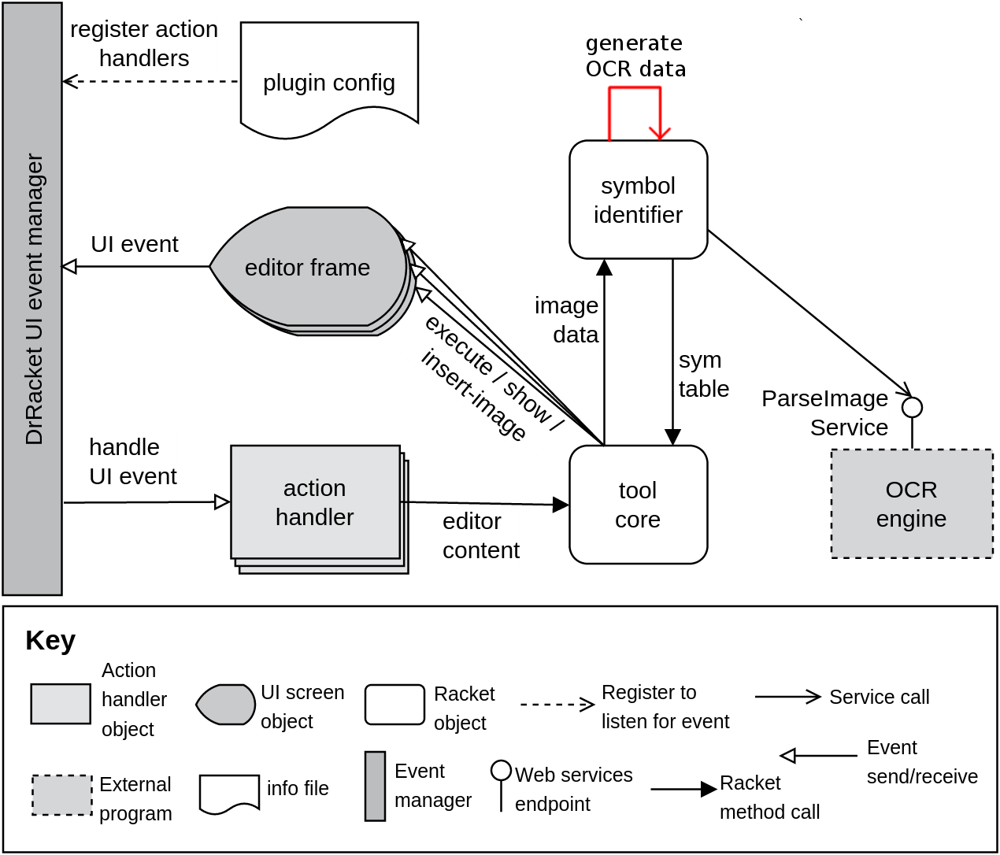 register action
handlers
plugin config
generate
OCR data
`
symbol
identifier
DrRacket UI event manager
UI event
editor frame
execute / show /
insert-image
image
data
sym
table
ParseImage
Service
handle
UI event
action
handler
editor
content
tool
core
OCR
engine
Key
Action
handler
object
UI screen
object
Racket
object
Register to
listen for event
Service call
External
program
info file
Event
manager
Web services
endpoint
Racket
method call
Event
send/receive